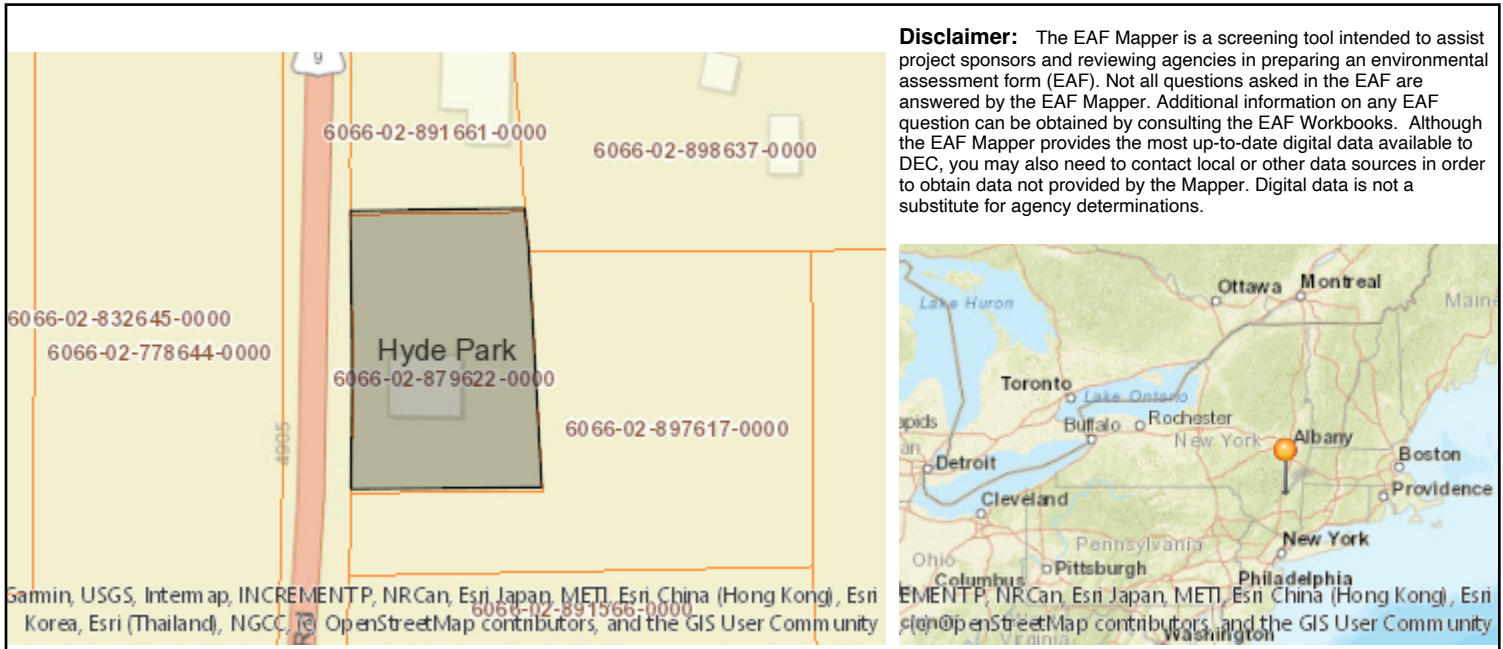 9
6066-02-891661-0000
6066-02-898637-0000
6066-02-832645-0000
6066-02-778644-0000
Hyde Park
6066-02-879622-0000
6066-02-897617-0000
4905
6066-02-891566-0000
Garmin, USGS, Intermap, INCREMENT P, NRCan, Esri Japan, METI, Esri China (Hong Kong), Esri
Korea, Esri (Thailand), NGCC, (c) OpenStreetMap contributors, and the GIS User Community
Disclaimer: The EAF Mapper is a screening tool intended to assist
project sponsors and reviewing agencies in preparing an environmental
assessment form (EAF). Not all questions asked in the EAF are
answered by the EAF Mapper. Additional information on any EAF
question can be obtained by consulting the EAF Workbooks. Although
the EAF Mapper provides the most up-to-date digital data available to
DEC, you may also need to contact local or other data sources in order
to obtain data not provided by the Mapper. Digital data is not a
substitute for agency determinations.
Ottawa
Montreal
Maine
Lake Huron
Toronto
Lake Ontario
Rochester
Buffalo
New York
Albany
apids
an
Detroit
Boston
Providence
Cleveland
New York
Pennsylvania
Ohio
Pittsburgh
Philadelphia
Columbus
EMENT P, NRCan, Esri Japan, METI, Esri China (Hong Kong), Esri
(c) OpenStreetMap contributors, and the GIS User Community
Virginia
Washington